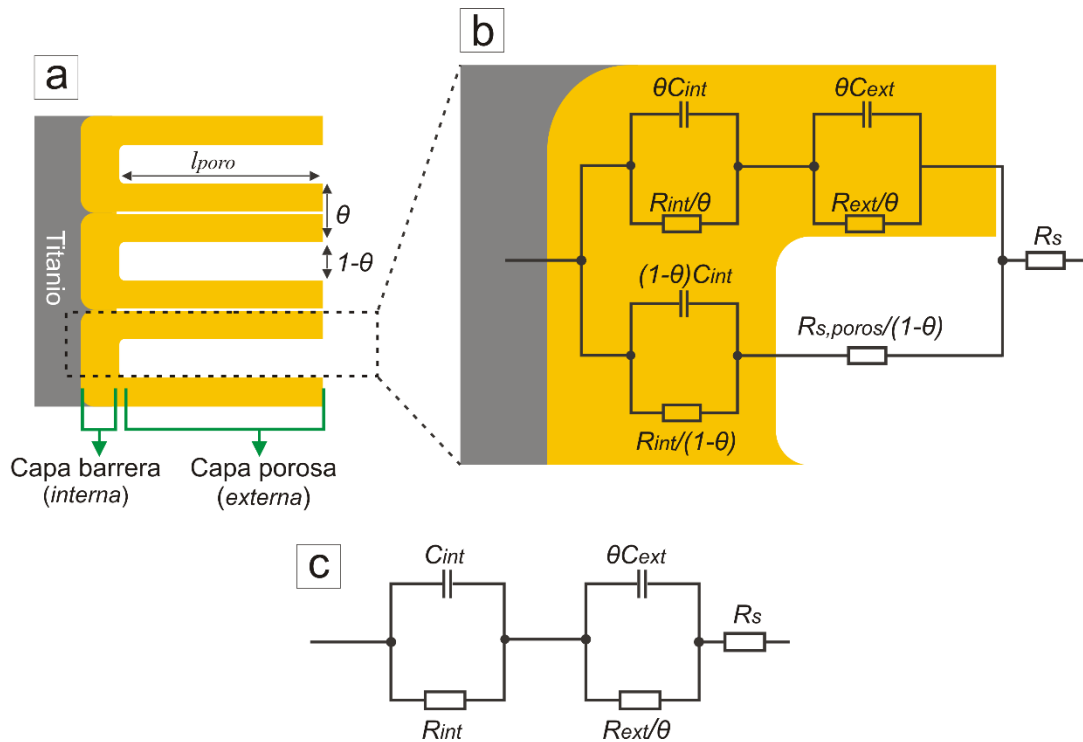 a
lporo
θ
1-θ
Titanio
Capa barrera
(interna)
Capa porosa
(externa)
b
θCint
θCext
Rint/θ
Rext/θ
Rs
(1-θ)Cint
Rs,poros/(1-θ)
Rint/(1-θ)
c
Cint
θCext
Rs
Rint
Rext/θ